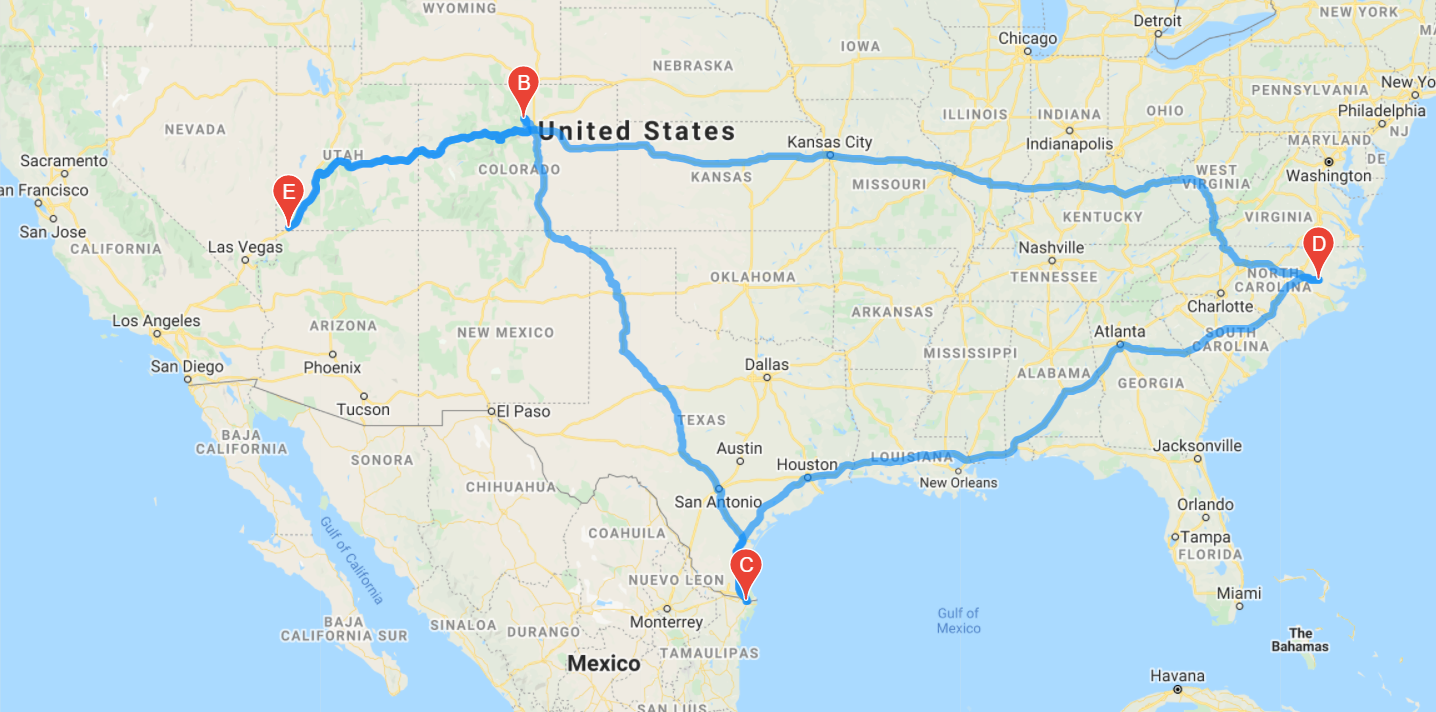 WYOMING
Detroit
NEW YORK
MA
Chicago
IOWA
NEBRASKA
New Yo
PENNSYLVANIA
Philadelphia
B
ILLINOIS
INDIANA
OHIO
NEVADA
United States
NJ
Indianapolis
MARYLAND
Kansas City
UTAH
DE
Sacramento
COLORADO
WEST
VIRGINIA
Washington
KANSAS
MISSOURI
an Francisco
E
KENTUCKY
VIRGINIA
San Jose
CALIFORNIA
Las Vegas
Nashville
D
TENNESSEE
OKLAHOMA
NORTH
CAROLINA
Charlotte
Los Angeles
ARIZONA
NEW MEXICO
ARKANSAS
Atlanta
SOUTH
CAROLINA
MISSISSIPPI
San Diego
Phoenix
Dallas
ALABAMA
GEORGIA
Tucson
El Paso
TEXAS
BAJA
CALIFORNIA
SONORA
Austin
Jacksonville
Houston
LOUISIANA
New Orleans
CHIHUAHUA
San Antonio
Orlando
Gulf of California
COAHUILA
Tampa
FLORIDA
C
NUEVO LEON
Miami
Gulf of
Mexico
BAJA
CALIFORNIA SUR
SINALOA
DURANGO
Monterrey
The
Bahamas
TAMAULIPAS
Mexico
Havana
SAN LUIS